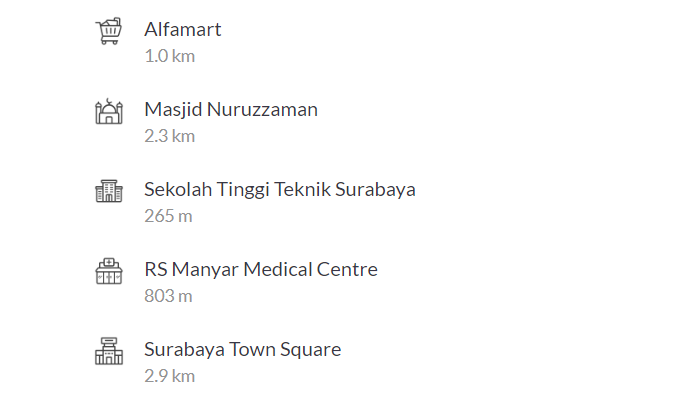 Alfamart
1.0 km
Masjid Nuruzzaman
2.3 km
Sekolah Tinggi Teknik Surabaya
265 m
RS Manyar Medical Centre
803 m
Surabaya Town Square
2.9 km